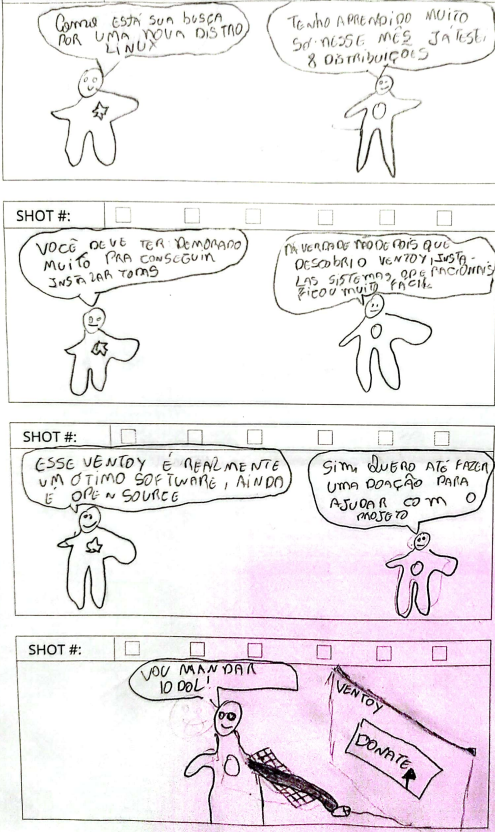 COMO ESTÁ SUA BUSCA
POR UMA NOVA DISTRO
LINUX
TENHO APRENDIDO MUITO
SÓ NESSE MÊS JÁ TESTEI
8 DISTRIBUIÇÕES
SHOT #:
VOCÊ DEVE TER DEMORADO
MUITO PRA CONSEGUIR
INSTALAR TODAS
NA VERDADE NÃO DEPOIS QUE
DESCOBRI O VENTOY, INSTA-
LAR SISTEMAS OPERACIONAIS
FICOU MUITO FÁCIL
SHOT #:
ESSE VENTOY É REALMENTE
UM ÓTIMO SOFTWARE, AINDA
É OPEN SOURCE
SIM, QUERO ATÉ FAZER
UMA DOAÇÃO PARA
AJUDAR COM O
PROJETO
SHOT #:
VOU MANDAR
10 DOL!
VENTOY
DONATE